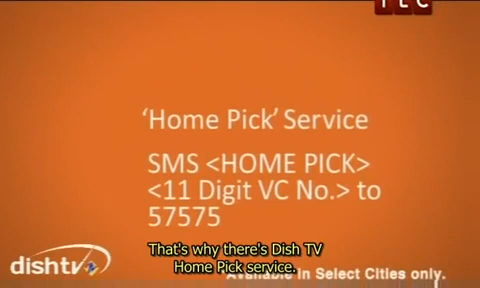 TLC
'Home Pick' Service
SMS <HOME PICK>
<11 Digit VC No.> to
57575
That's why there's Dish TV
Home Pick service.
dishtv
Available In Select Cities only.